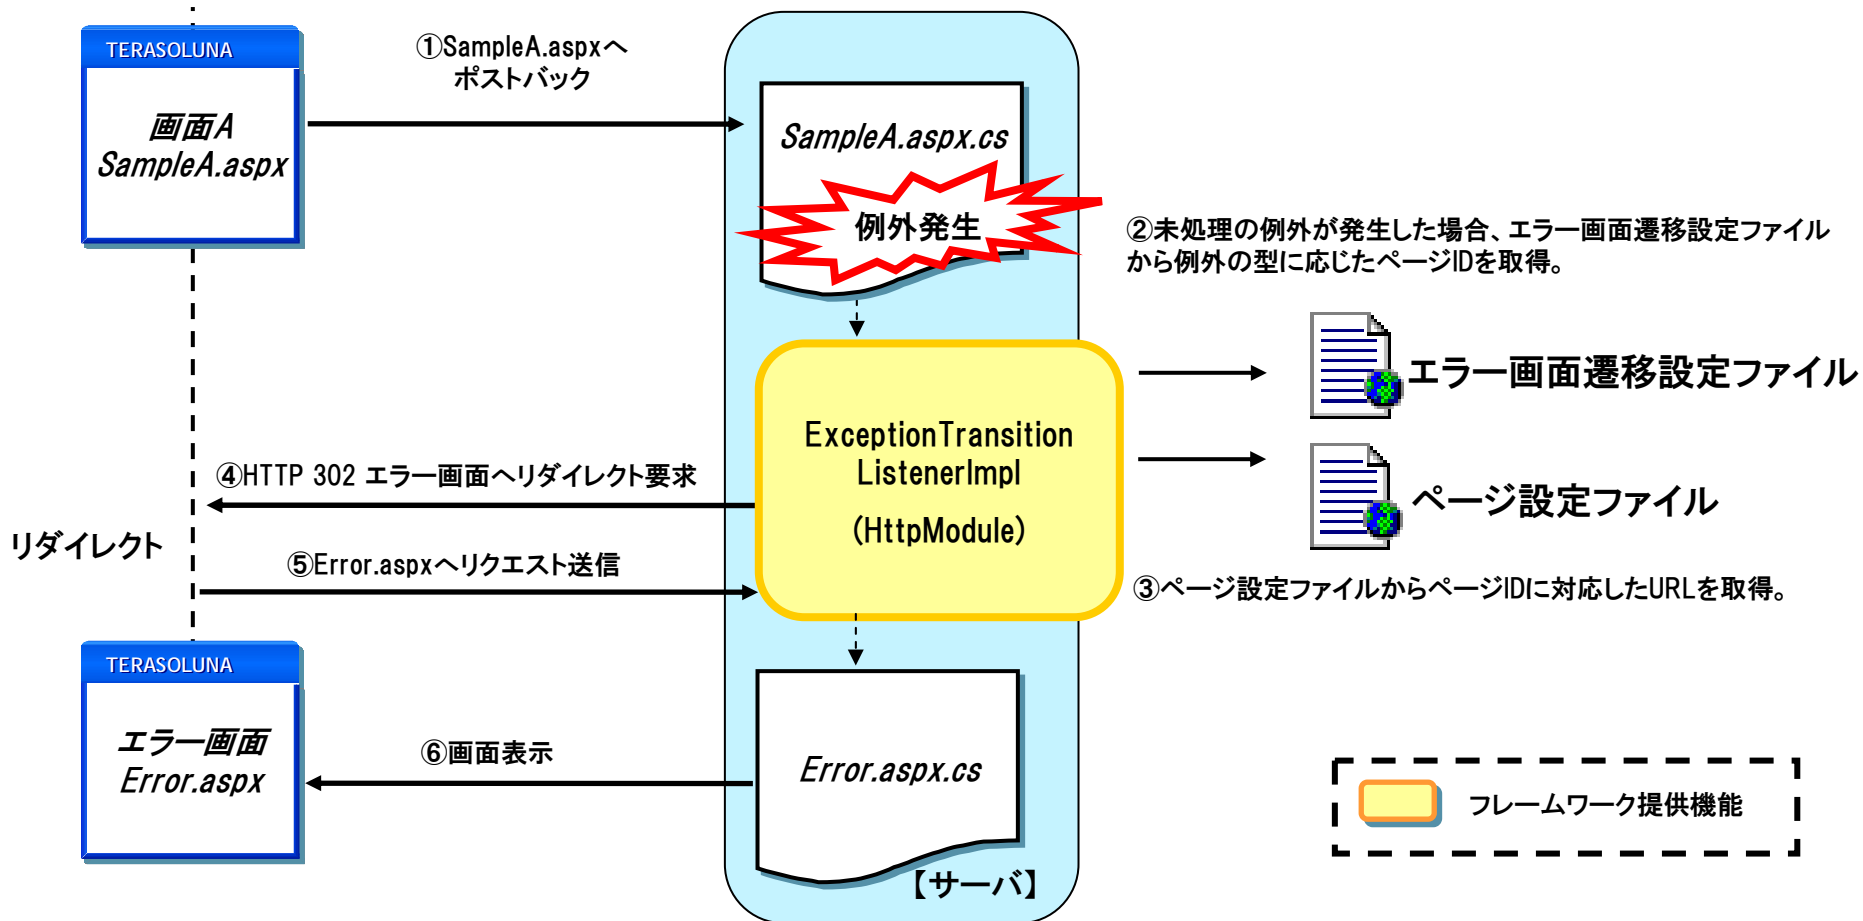 TERASOLUNA
画面A
SampleA.aspx
①SampleA.aspxへ
ポストバック
SampleA.aspx.cs
例外発生
②未処理の例外が発生した場合、エラー画面遷移設定ファイル
から例外の型に応じたページIDを取得。
エラー画面遷移設定ファイル
ExceptionTransition
ListenerImpl
(HttpModule)
ページ設定ファイル
④HTTP 302 エラー画面へリダイレクト要求
リダイレクト
⑤Error.aspxへリクエスト送信
③ページ設定ファイルからページIDに対応したURLを取得。
TERASOLUNA
エラー画面
Error.aspx
⑥画面表示
Error.aspx.cs
【サーバ】
フレームワーク提供機能